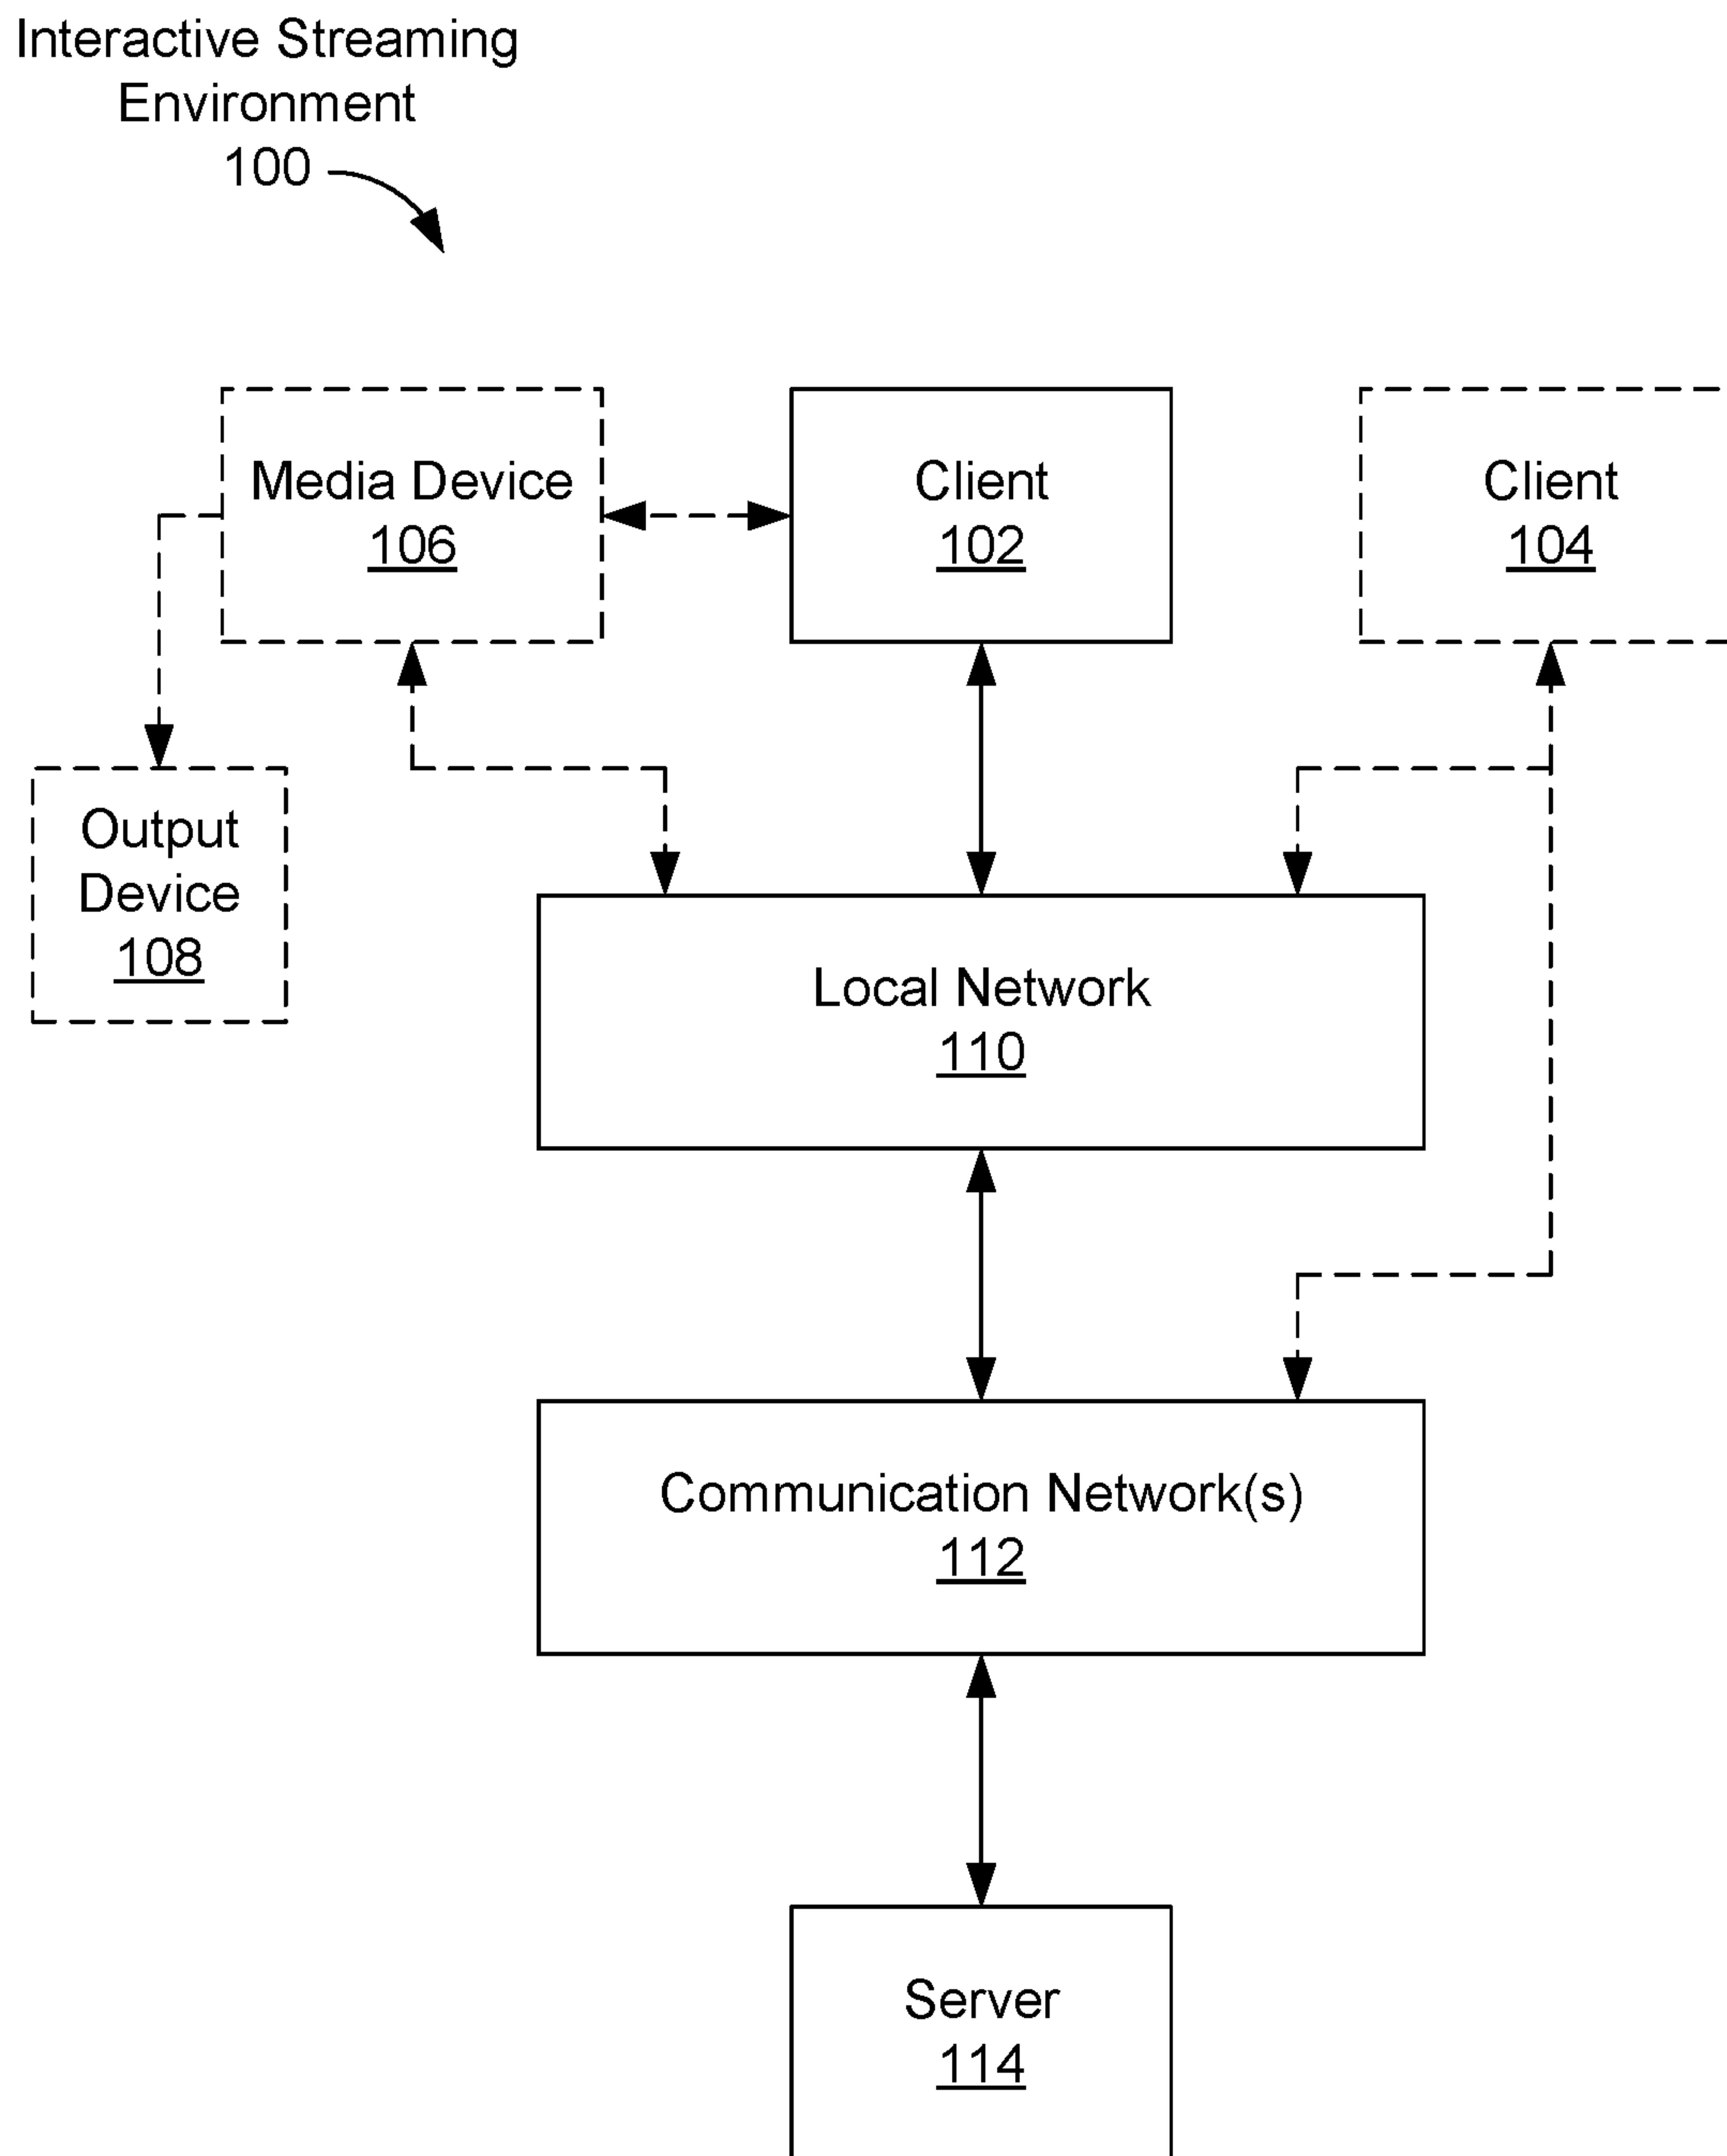 Interactive Streaming
Environment
100
Media Device
106
Client
102
Client
104
Output
Device
108
Local Network
110
Communication Network(s)
112
Server
114